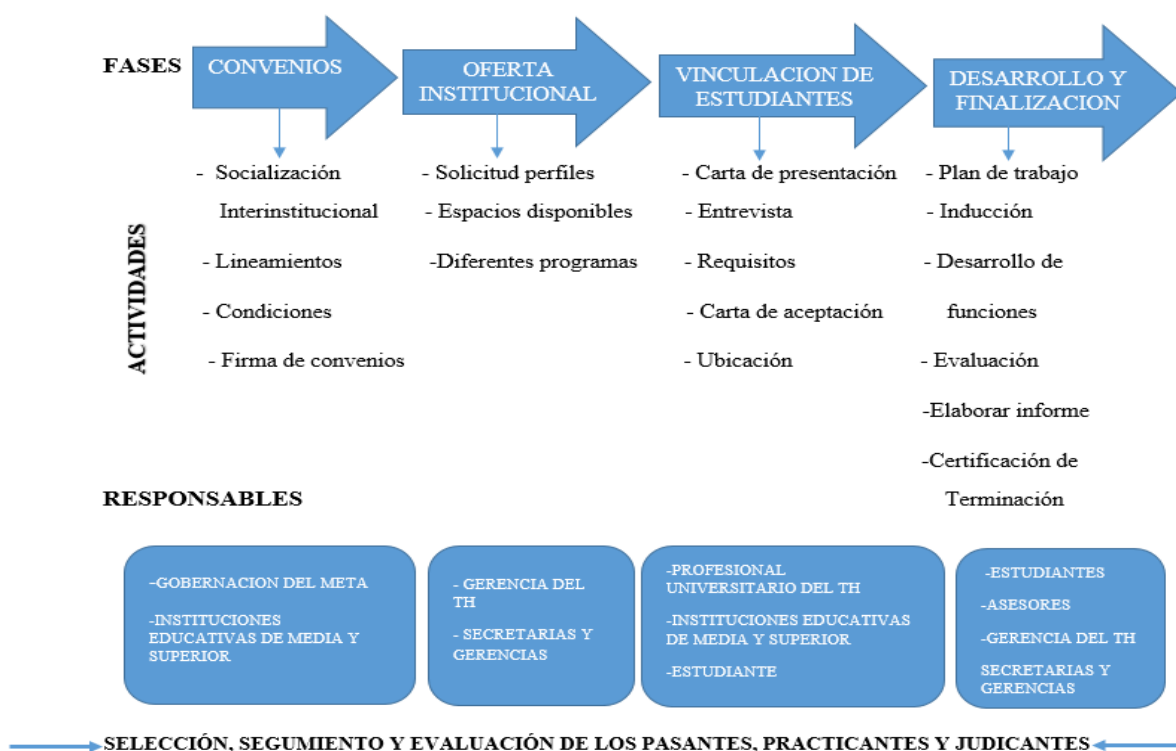 FASES
CONVENIOS
OFERTA
INSTITUCIONAL
VINCULACION DE
ESTUDIANTES
DESARROLLO Y
FINALIZACION
ACTIVIDADES
- Socialización
Interinstitucional
- Lineamientos
- Condiciones
- Firma de convenios
- Solicitud perfiles
- Espacios disponibles
-Diferentes programas
- Carta de presentación
- Entrevista
- Requisitos
- Carta de aceptación
- Ubicación
- Plan de trabajo
- Inducción
- Desarrollo de
funciones
- Evaluación
-Elaborar informe
-Certificación de
Terminación
RESPONSABLES
-GOBERNACION DEL META
-INSTITUCIONES
EDUCATIVAS DE MEDIA Y
SUPERIOR
- GERENCIA DEL
TH
- SECRETARIAS Y
GERENCIAS
-PROFESIONAL
UNIVERSITARIO DEL TH
-INSTITUCIONES EDUCATIVAS
DE MEDIA Y SUPERIOR
-ESTUDIANTE
-ESTUDIANTES
-ASESORES
-GERENCIA DEL TH
SECRETARIAS Y
GERENCIAS
SELECCIÓN, SEGUMIENTO Y EVALUACIÓN DE LOS PASANTES, PRACTICANTES Y JUDICANTES